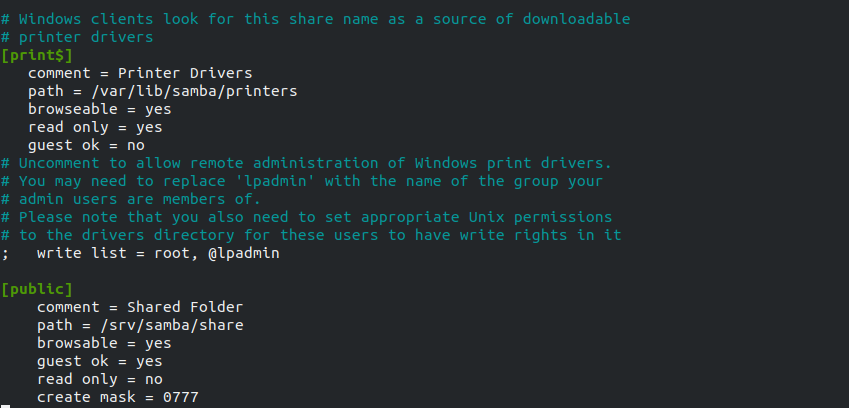 # Windows clients look for this share name as a source of downloadable
# printer drivers
[print$]
   comment = Printer Drivers
   path = /var/lib/samba/printers
   browseable = yes
   read only = yes
   guest ok = no
# Uncomment to allow remote administration of Windows print drivers.
# You may need to replace 'lpadmin' with the name of the group your
# admin users are members of.
# Please note that you also need to set appropriate Unix permissions
# to the drivers directory for these users to have write rights in it
;   write list = root, @lpadmin
[public]
    comment = Shared Folder
    path = /srv/samba/share
    browsable = yes
    guest ok = yes
    read only = no
    create mask = 0777